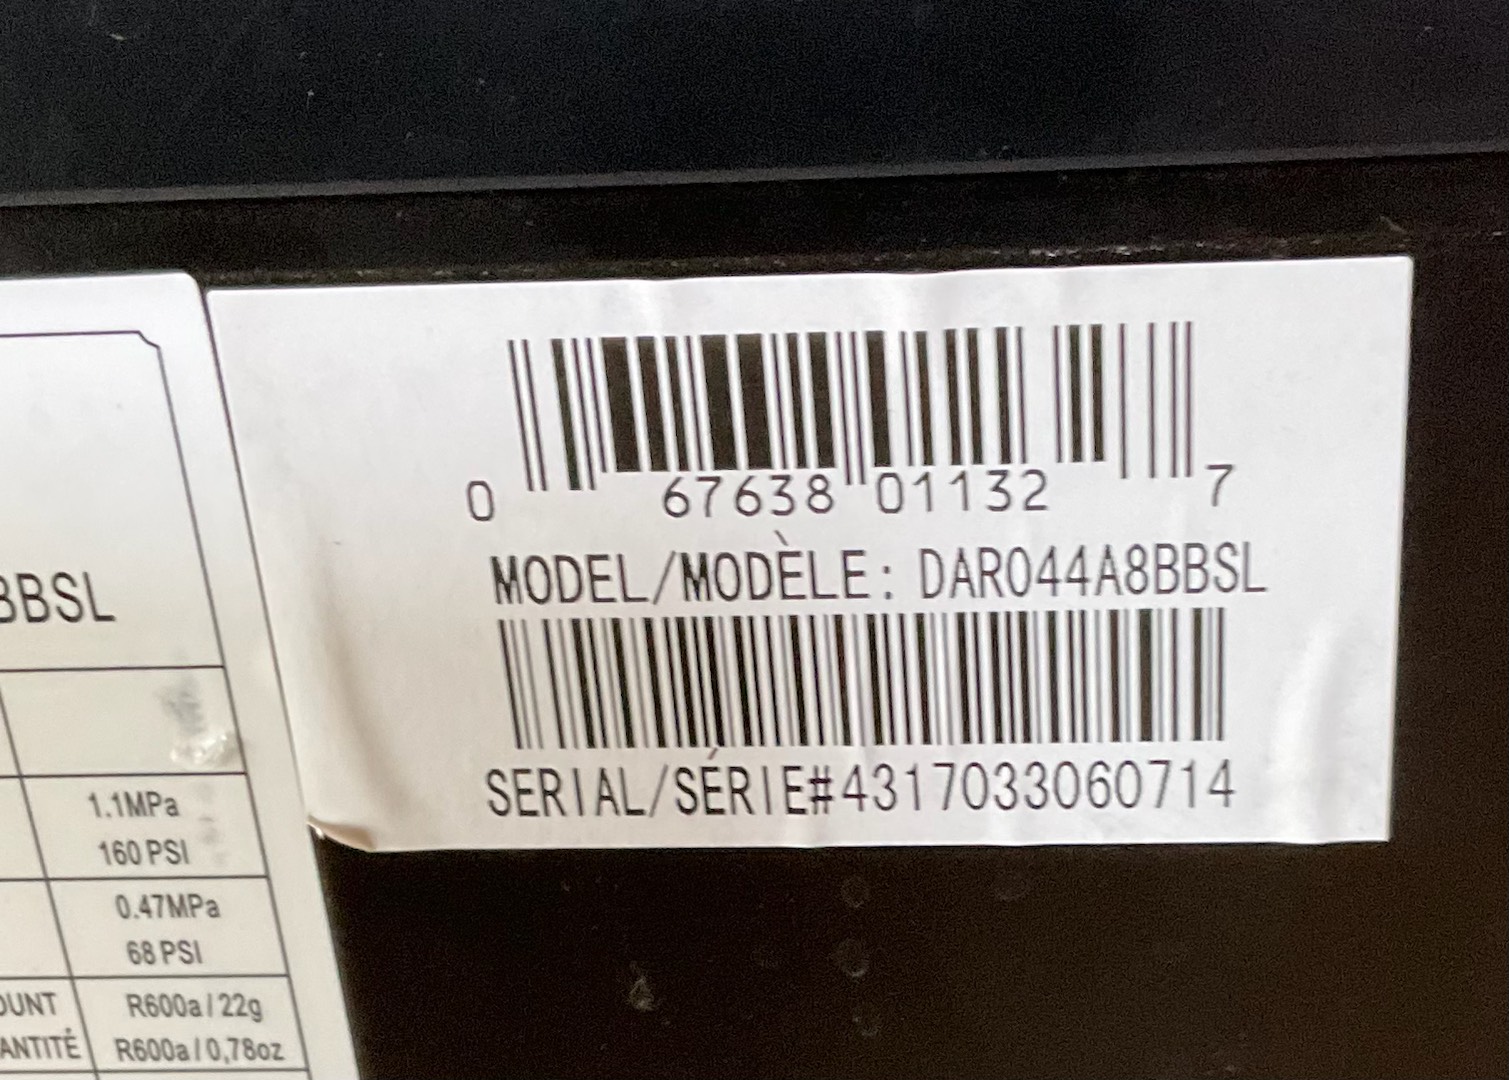 0 67638 01132 7
MODEL/MODÈLE: DAR044A8BBSL
SERIAL/SÉRIE#4317033060714
BBSL
1.1MPa
160 PSI
0.47MPa
68 PSI
OUNT R600a/22g
ANTITÉ R600a/0,78oz